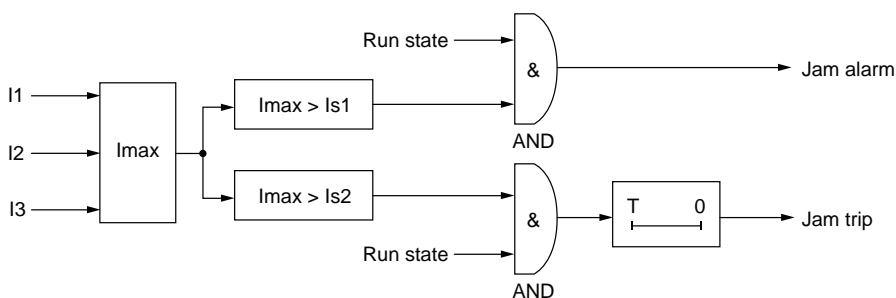 Run state
&
Jam alarm
I1
Imax > Is1
AND
I2
Imax
I3
Imax > Is2
&
T 0
Jam trip
Run state
AND